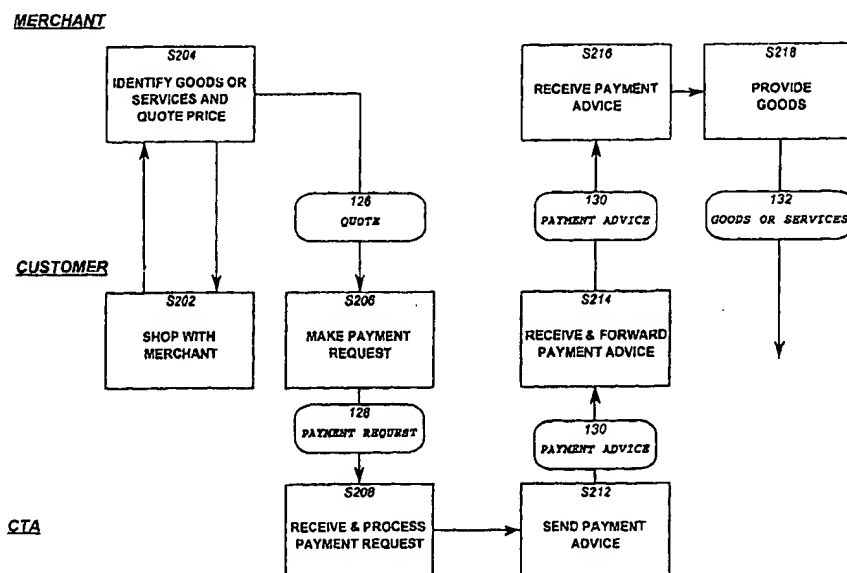 MERCHANT
S204
IDENTIFY GOODS OR
SERVICES AND
QUOTE PRICE
S216
RECEIVE PAYMENT
ADVICE
S218
PROVIDE
GOODS
126
QUOTE
130
PAYMENT ADVICE
132
GOODS OR SERVICES
CUSTOMER
S202
SHOP WITH
MERCHANT
S206
MAKE PAYMENT
REQUEST
S214
RECEIVE & FORWARD
PAYMENT ADVICE
128
PAYMENT REQUEST
130
PAYMENT ADVICE
CTA
S208
RECEIVE & PROCESS
PAYMENT REQUEST
S212
SEND PAYMENT
ADVICE